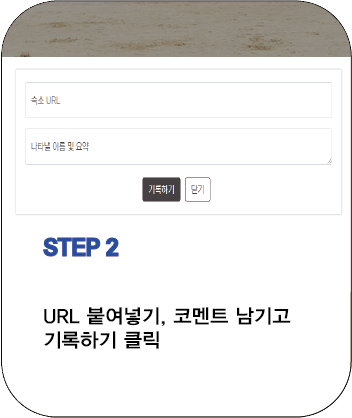 숙소 URL
나타낼 이름 및 요약
기록하기 닫기
STEP 2
URL 붙여넣기, 코멘트 남기고
기록하기 클릭